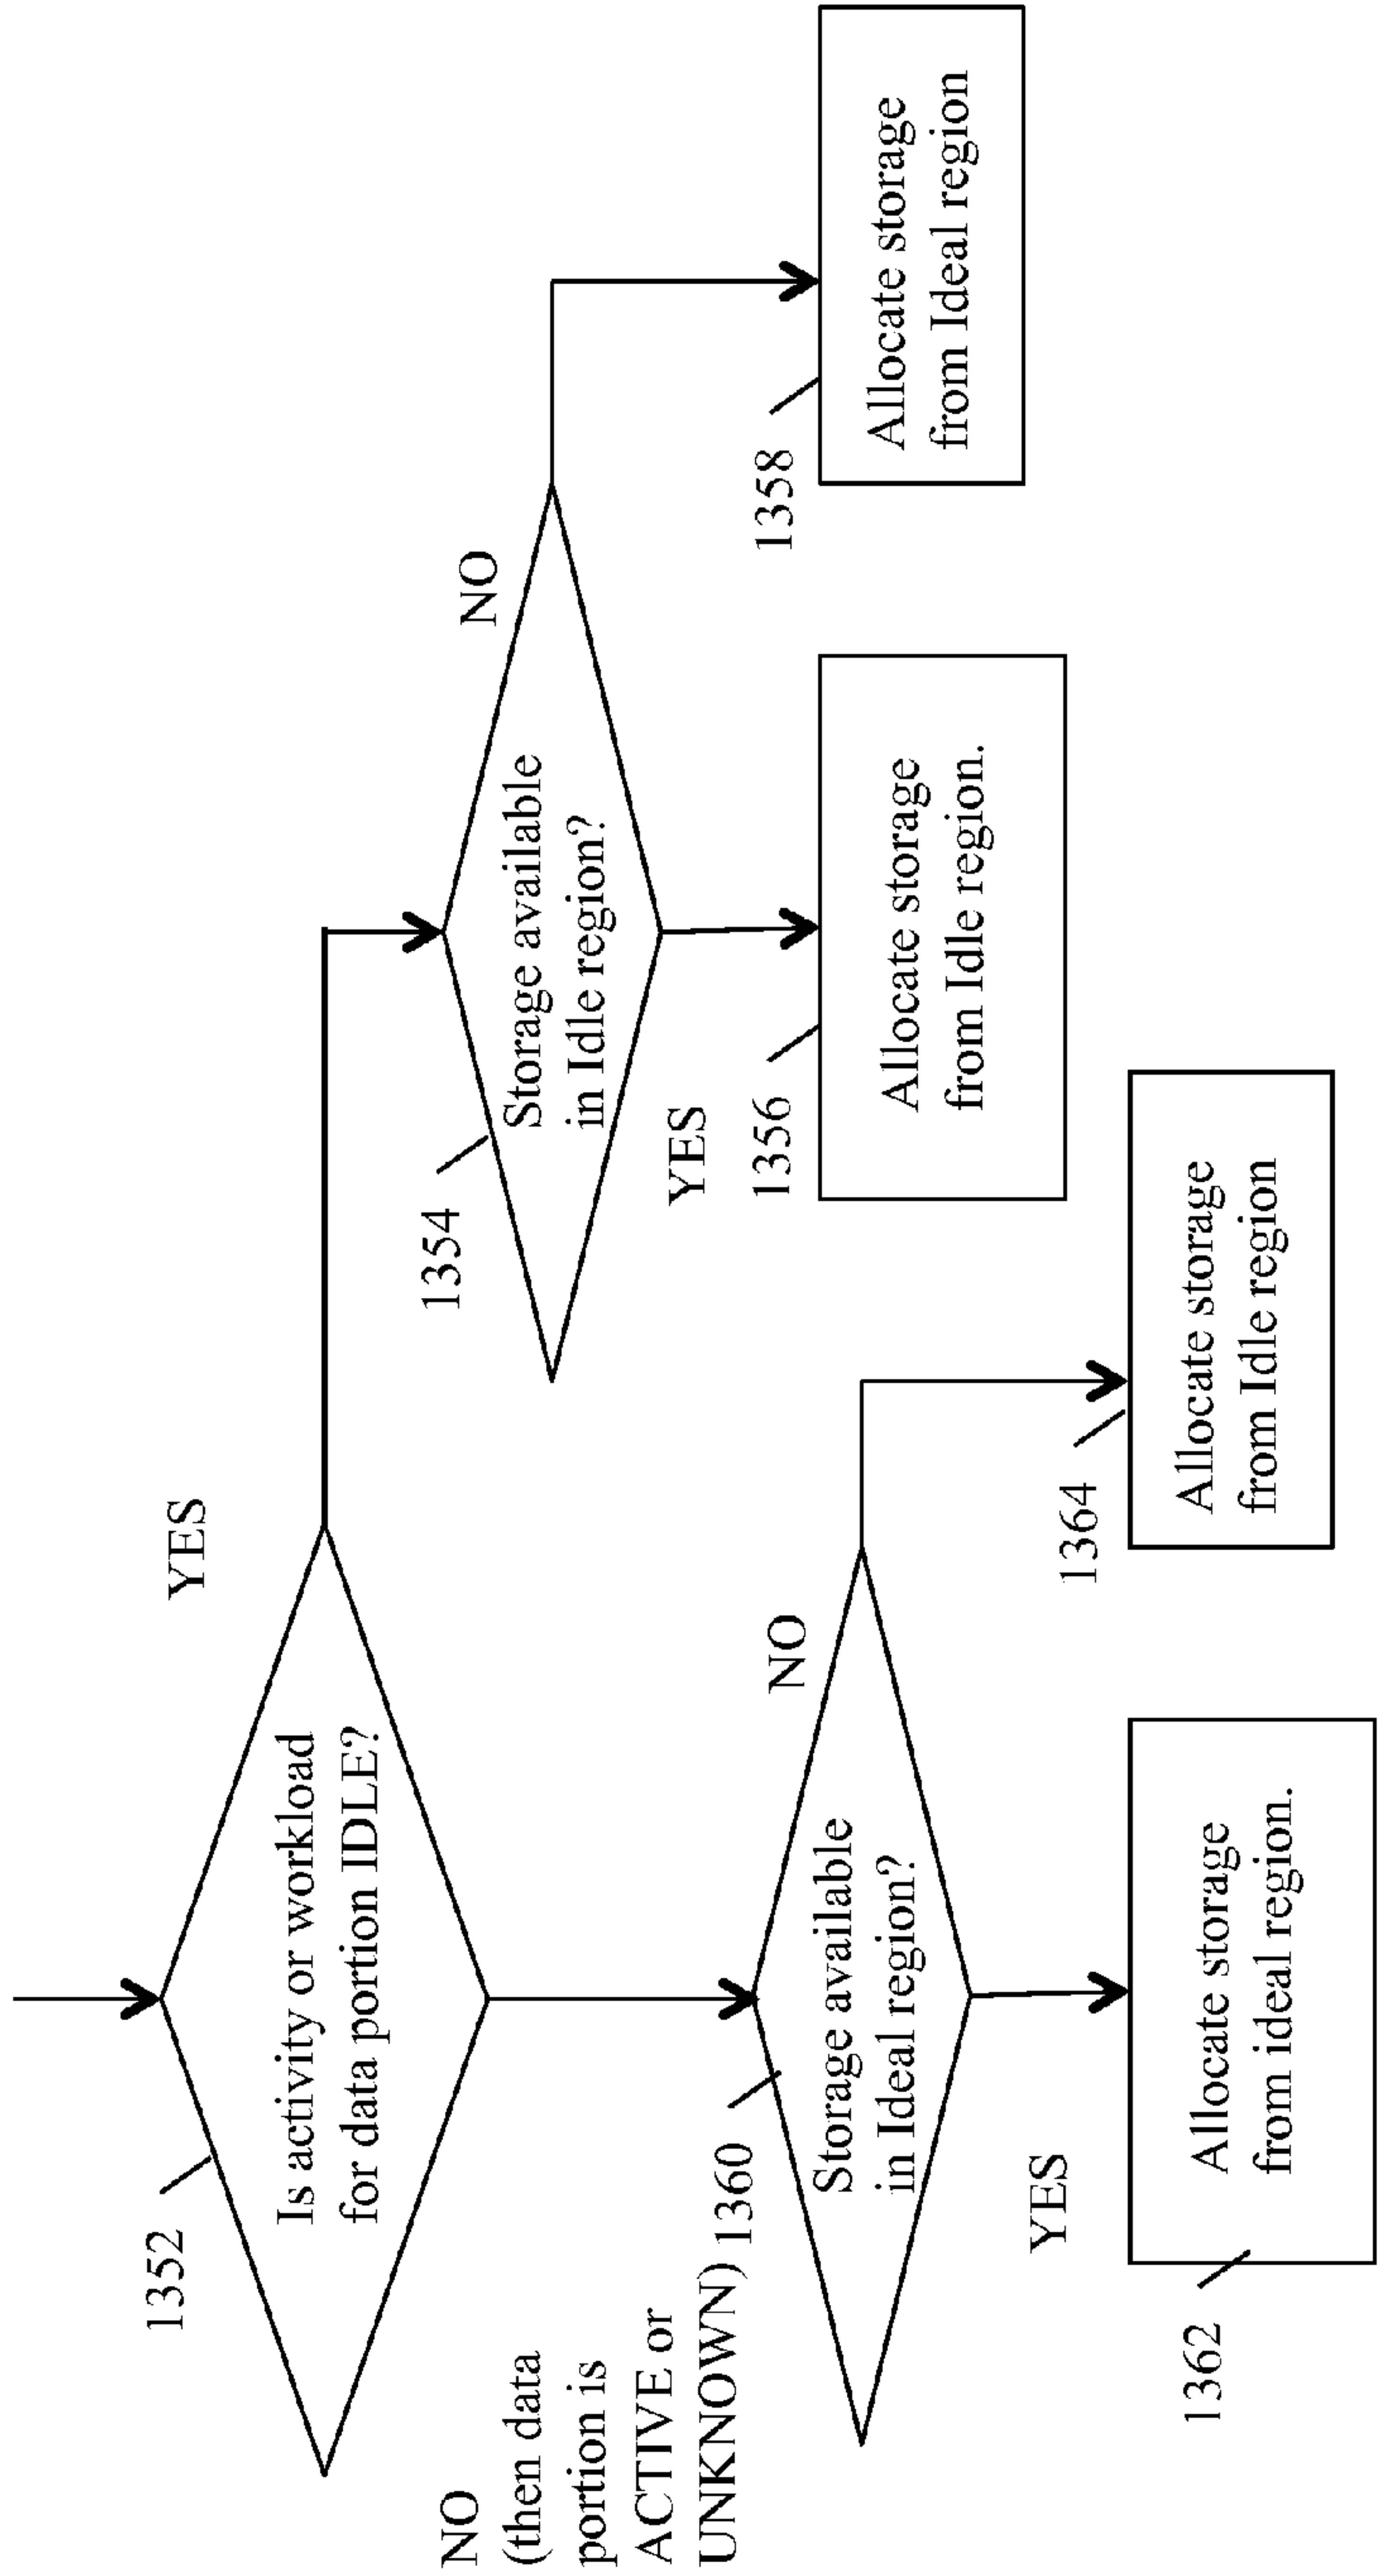 1352
Is activity or workload
for data portion IDLE?
YES
NO
(then data
portion is
ACTIVE or
UNKNOWN)
1354
Storage available
in Idle region?
NO
YES
1356
Allocate storage
from Idle region.
1358
Allocate storage
from Ideal region
1360
Storage available
in Ideal region?
NO
YES
1362
Allocate storage
from ideal region.
1364
Allocate storage
from Idle region